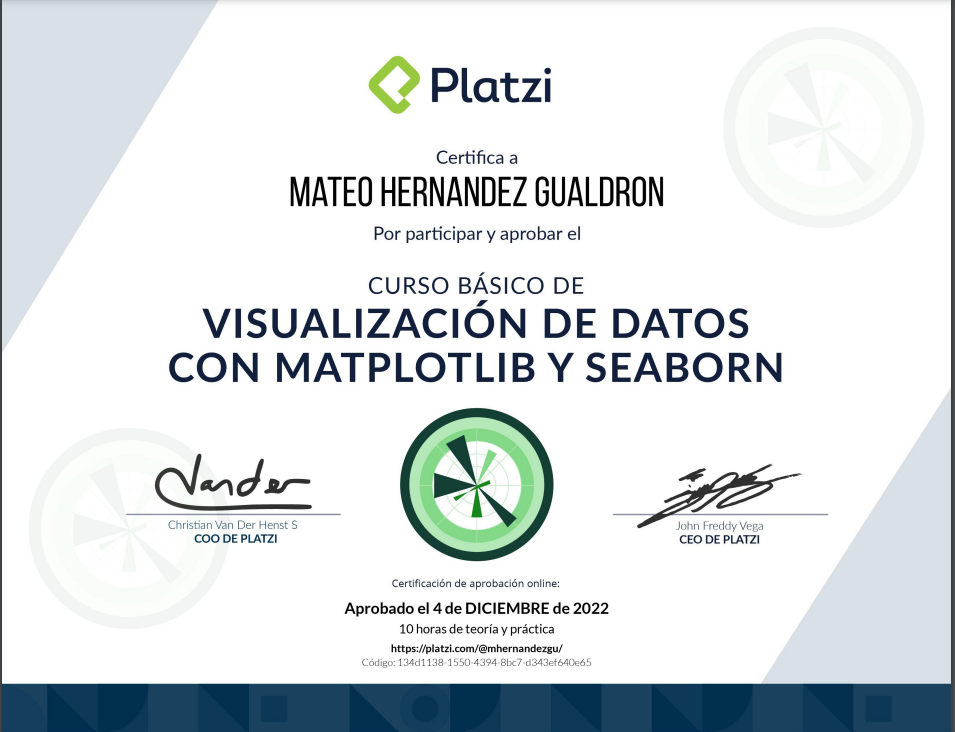 Platzi
Certifica a
MATEO HERNANDEZ GUALDRON
Por participar y aprobar el
CURSO BÁSICO DE
VISUALIZACIÓN DE DATOS
CON MATPLOTLIB Y SEABORN
Vander
Christian Van Der Henst S
COO DE PLATZI
John Freddy Vega
CEO DE PLATZI
Certificación de aprobación online:
Aprobado el 4 de DICIEMBRE de 2022
10 horas de teoría y práctica
https://platzi.com/@mhernandezgu/
Código: 134d1138-1550-4394-8bc7-d343ef640e65